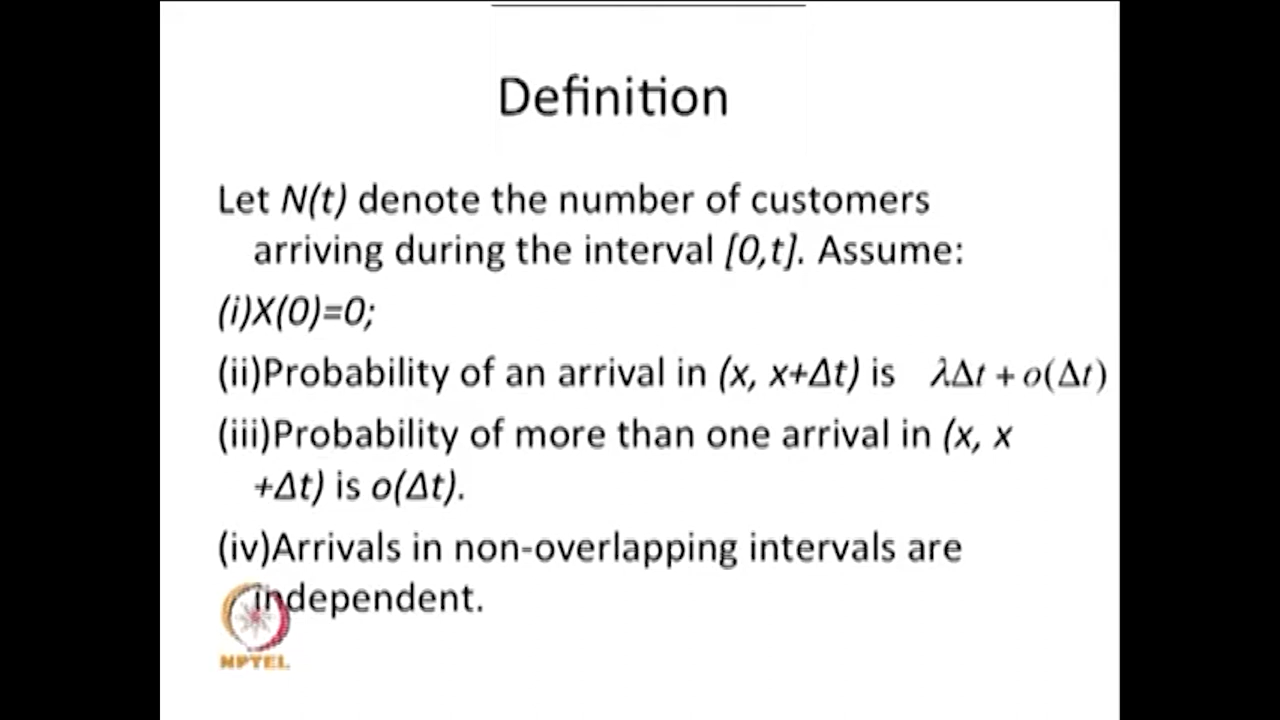 Definition
Let N(t) denote the number of customers
arriving during the interval [0,t]. Assume:
(i)X(0)=0;
(ii)Probability of an arrival in (x, x+Δt) is λΔt + o(Δt)
(iii)Probability of more than one arrival in (x, x
+Δt) is o(Δt).
(iv)Arrivals in non-overlapping intervals are
independent.
NPTEL